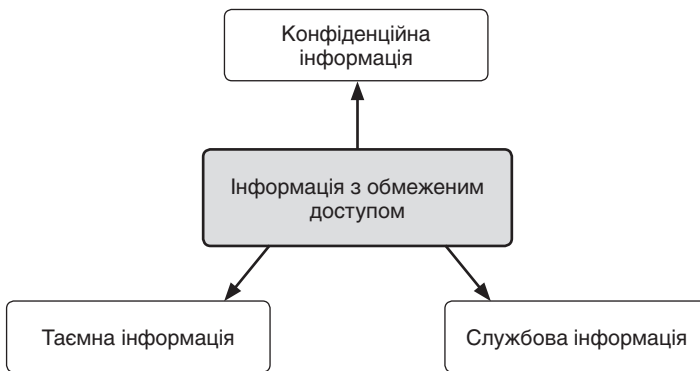 Конфіденційна
інформація
Інформація з обмеженим
доступом
Таємна інформація
Службова інформація